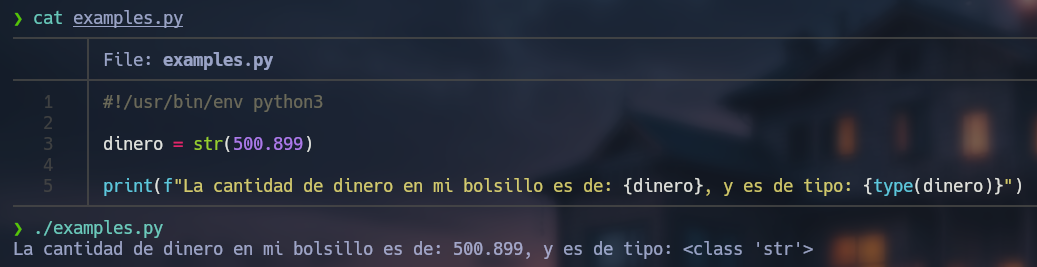 ❯ cat examples.py
File: examples.py
1 #!/usr/bin/env python3
2
3 dinero = str(500.899)
4
5 print(f"La cantidad de dinero en mi bolsillo es de: {dinero}, y es de tipo: {type(dinero)}")
❯ ./examples.py
La cantidad de dinero en mi bolsillo es de: 500.899, y es de tipo: <class 'str'>